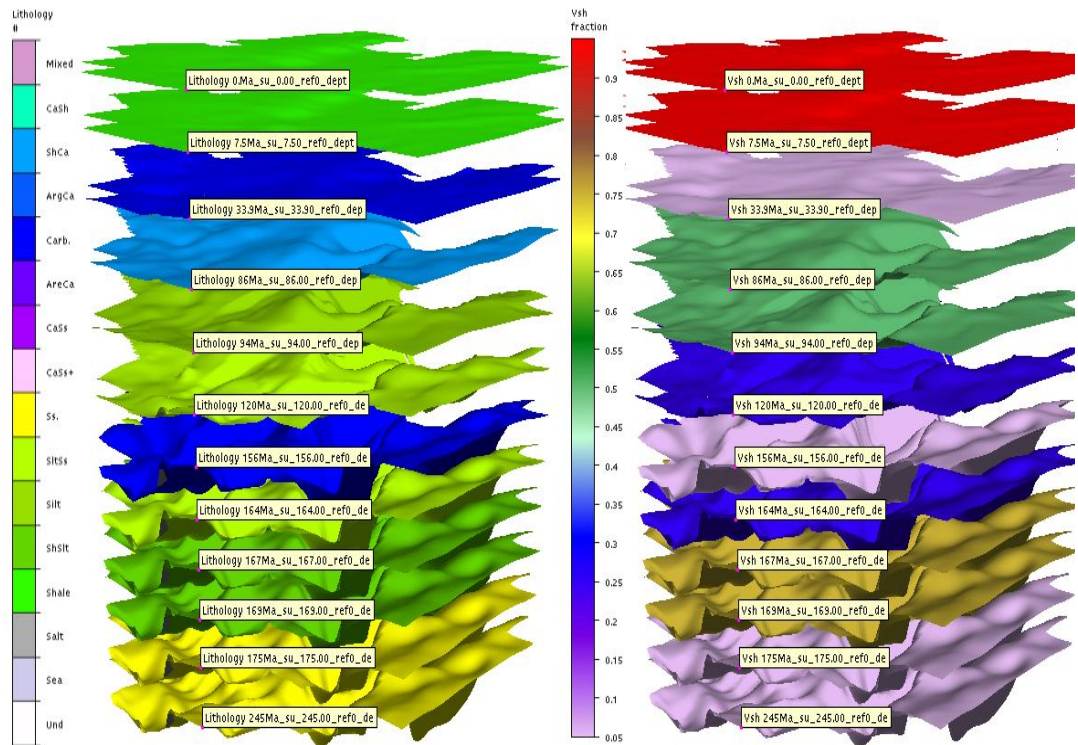 Lithology
#
Mixed
CaSh
ShCa
ArgCa
Carb.
AreCa
CaSs
CaSs+
Ss.
SltSs
Silt
ShSlt
Shale
Salt
Sea
Und
Lithology 0.Ma_su_0.00_ref0_dept
Lithology 7.5Ma_su_7.50_ref0_dept
Lithology 33.9Ma_su_33.90_ref0_dep
Lithology 86Ma_su_86.00_ref0_dep
Lithology 94Ma_su_94.00_ref0_dep
Lithology 120Ma_su_120.00_ref0_de
Lithology 156Ma_su_156.00_ref0_de
Lithology 164Ma_su_164.00_ref0_de
Lithology 167Ma_su_167.00_ref0_de
Lithology 169Ma_su_169.00_ref0_de
Lithology 175Ma_su_175.00_ref0_de
Lithology 245Ma_su_245.00_ref0_de
Vsh
fraction
0.9
0.85
0.8
0.75
0.7
0.65
0.6
0.55
0.5
0.45
0.4
0.35
0.3
0.25
0.2
0.15
0.1
0.05
Vsh 0.Ma_su_0.00_ref0_dept
Vsh 7.5Ma_su_7.50_ref0_dept
Vsh 33.9Ma_su_33.90_ref0_dep
Vsh 86Ma_su_86.00_ref0_dep
Vsh 94Ma_su_94.00_ref0_dep
Vsh 120Ma_su_120.00_ref0_de
Vsh 156Ma_su_156.00_ref0_de
Vsh 164Ma_su_164.00_ref0_de
Vsh 167Ma_su_167.00_ref0_de
Vsh 169Ma_su_169.00_ref0_de
Vsh 175Ma_su_175.00_ref0_de
Vsh 245Ma_su_245.00_ref0_de